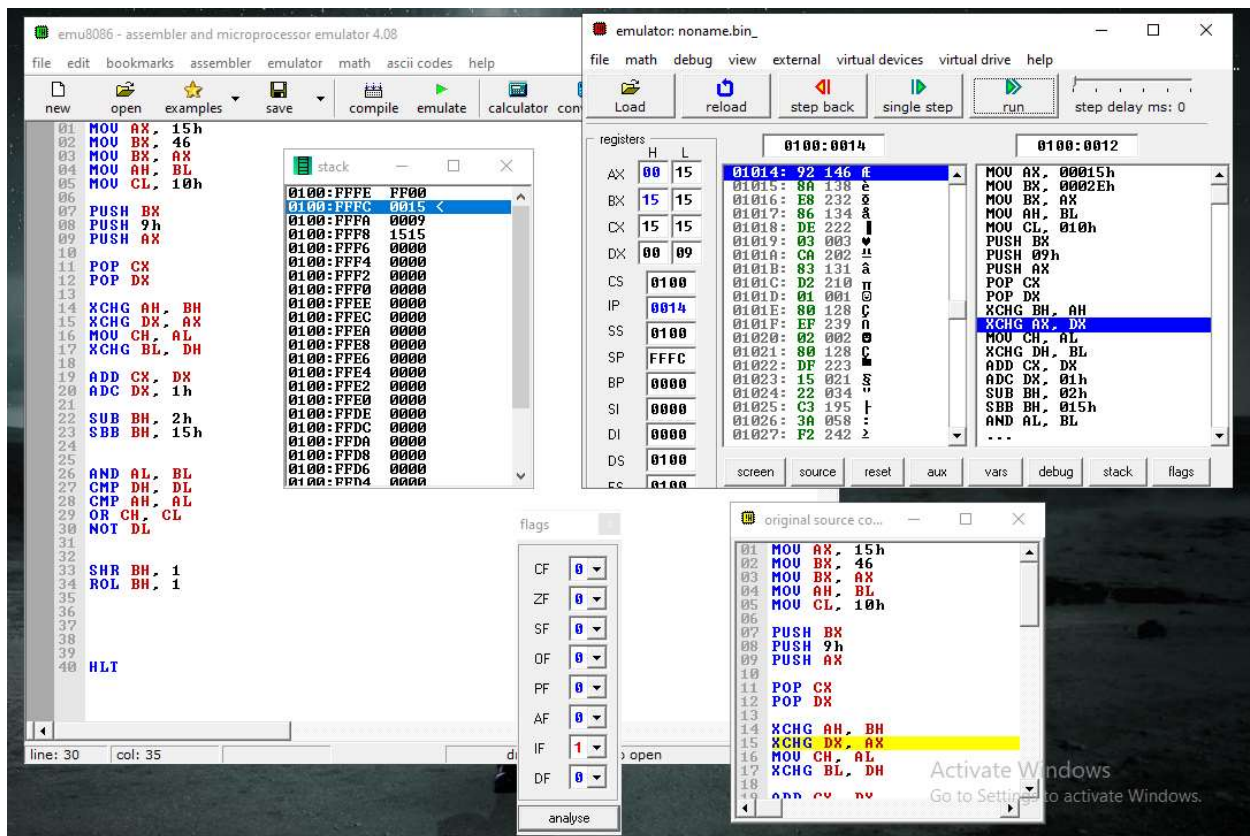 emu8086 - assembler and microprocessor emulator 4.08
file edit bookmarks assembler emulator math ascii codes help
new open examples save compile emulate calculator
01 MOV AX, 15h
02 MOV BX, 46
03 MOV BX, AX
04 MOV AH, BL
05 MOV CL, 10h
06
07 PUSH BX
08 PUSH 9h
09 PUSH AX
10
11 POP CX
12 POP DX
13
14 XCHG AH, BH
15 XCHG DX, AX
16 MOV CH, AL
17 XCHG BL, DH
18
19 ADD CX, DX
20 ADC DX, 1h
21
22 SUB BH, 2h
23 SBB BH, 15h
24
25
26 AND AL, BL
27 CMP DH, DL
28 CMP AH, AL
29 OR CH, CL
30 NOT DL
31
32
33 SHR BH, 1
34 ROL BH, 1
35
36
37
38
39
40 HLT
line: 30 col: 35
stack
0100:FFFE FF00
0100:FFFC 0015 <
0100:FFFA 0009
0100:FFF8 1515
0100:FFF6 0000
0100:FFF4 0000
0100:FFF2 0000
0100:FFF0 0000
0100:FFEE 0000
0100:FFEC 0000
0100:FFEA 0000
0100:FFE8 0000
0100:FFE6 0000
0100:FFE4 0000
0100:FFE2 0000
0100:FFE0 0000
0100:FFDE 0000
0100:FFDC 0000
0100:FFDA 0000
0100:FFD8 0000
0100:FFD6 0000
0100:FFD4 0000
emulator: noname.bin_
file math debug view external virtual devices virtual drive help
Load reload step back single step run step delay ms: 0
registers
H L
AX 00 15
BX 15 15
CX 15 15
DX 00 09
CS 0100
IP 0014
SS 0100
SP FFFC
BP 0000
SI 0000
DI 0000
DS 0100
ES 0100
0100:0014
01014: 92 146 Æ
01015: 8A 138 è
01016: E8 232
01017: 86 134 å
01018: DE 222 ▐
01019: 03 003 ♥
0101A: CA 202 ╩
0101B: 83 131 â
0101C: D2 210 ╥
0101D: 01 001 ☺
0101E: 80 128 Ç
0101F: EF 239
01020: 02 002 ☻
01021: 80 128 Ç
01022: DF 223 ▀
01023: 15 021 §
01024: 22 034 "
01025: C3 195 ├
01026: 3A 058 :
01027: F2 242 ≥
0100:0012
MOV AX, 00015h
MOV BX, 0002Eh
MOV BX, AX
MOV AH, BL
MOV CL, 010h
PUSH BX
PUSH 09h
PUSH AX
POP CX
POP DX
XCHG BH, AH
XCHG AX, DX
MOV CH, AL
XCHG DH, BL
ADD CX, DX
ADC DX, 01h
SUB BH, 02h
SBB BH, 015h
AND AL, BL
...
screen source reset aux vars debug stack flags
flags
CF 0
ZF 0
SF 0
OF 0
PF 0
AF 0
IF 1
DF 0
analyse
open
original source co...
01 MOV AX, 15h
02 MOV BX, 46
03 MOV BX, AX
04 MOV AH, BL
05 MOV CL, 10h
06
07 PUSH BX
08 PUSH 9h
09 PUSH AX
10
11 POP CX
12 POP DX
13
14 XCHG AH, BH
15 XCHG DX, AX
16 MOV CH, AL
17 XCHG BL, DH
18
19 ADD CX, DX
Activate Windows
Go to Settings to activate Windows.